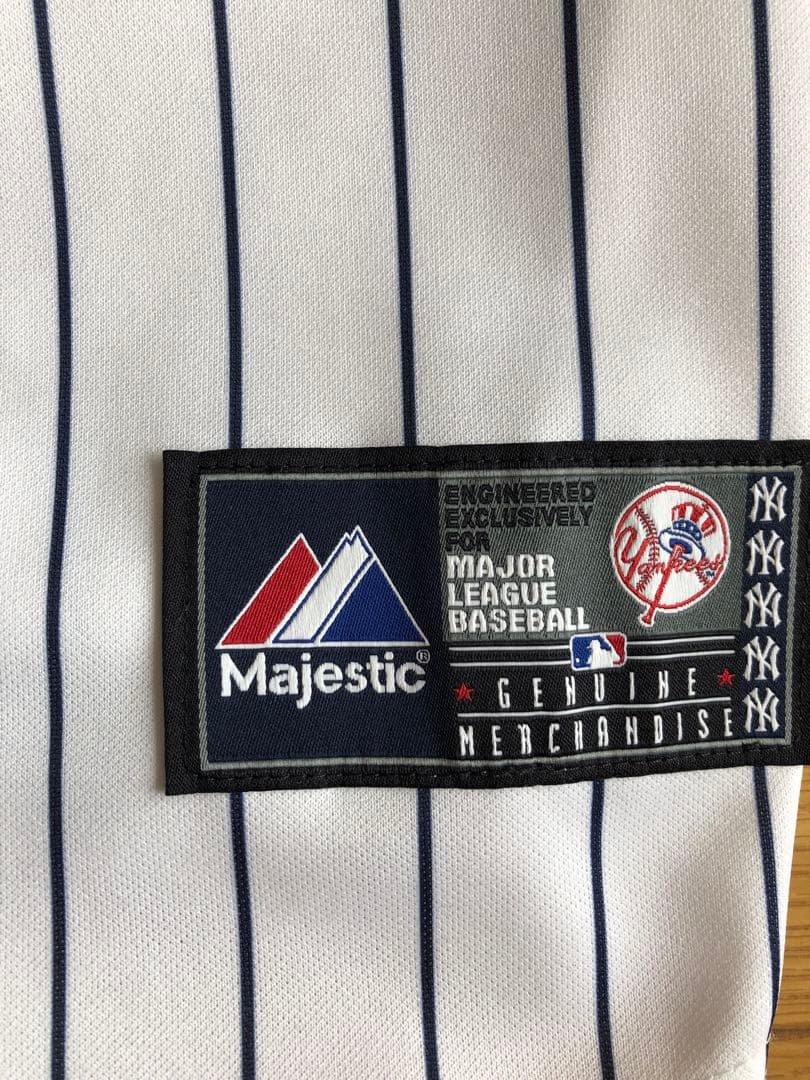 Majestic®
ENGINEERED
EXCLUSIVELY
FOR
MAJOR
LEAGUE
BASEBALL
Yankees
GENUINE
MERCHANDISE
NY
NY
NY
NY
NY